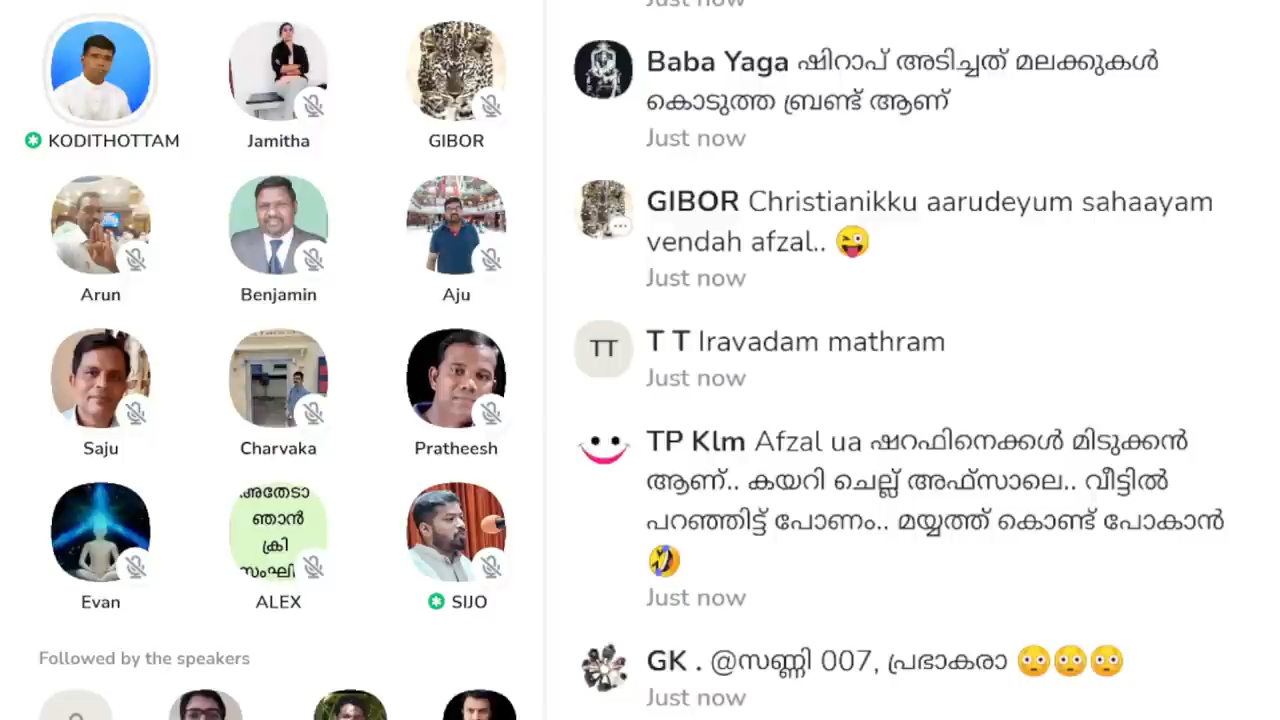 KODITHOTTAM
Jamitha
GIBOR
Arun
Benjamin
Aju
Saju
Charvaka
Pratheesh
അതേടാ
ഞാൻ
ക്രി
സംഘി
Evan
ALEX
SIJO
Followed by the speakers
Just now
Baba Yaga ഷിറാപ് അടിച്ചത് മലക്കുകൾ
കൊടുത്ത ബ്രണ്ട് ആണ്
Just now
GIBOR Christianikku aarudeyum sahaayam
vendah afzal.. 😜
Just now
TT
T T Iravadam mathram
Just now
TP Klm Afzal ua ഷറഫിനെക്കൾ മിടുക്കൻ
ആണ്.. കയറി ചെല്ല് അഫ്സാലെ.. വീട്ടിൽ
പറഞ്ഞിട്ട് പോണം.. മയ്യത്ത് കൊണ്ട് പോകാൻ
🤣
Just now
GK . @സണ്ണി 007, പ്രഭാകരാ 😳😳😳
Just now